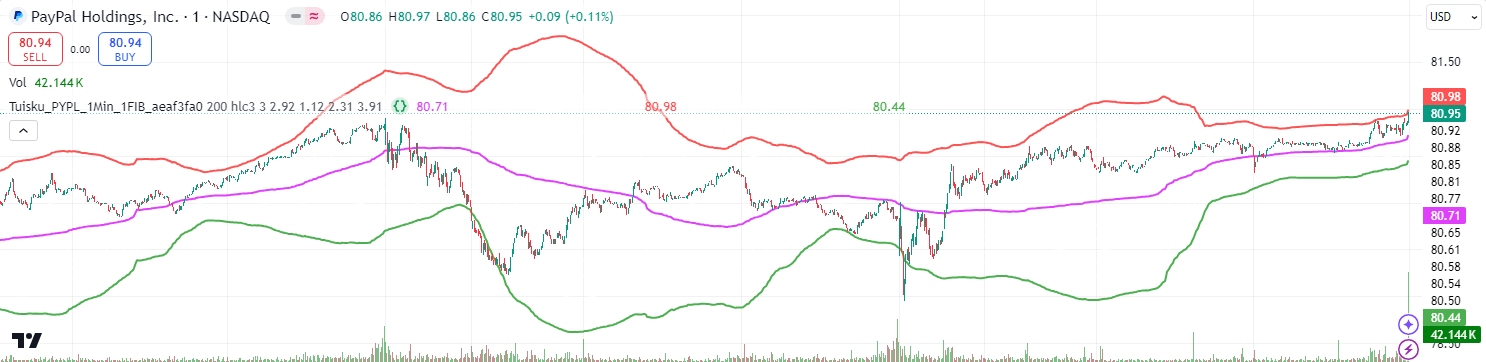 PayPal Holdings, Inc. · 1 · NASDAQ O80.86 H80.97 L80.86 C80.95 +0.09 (+0.11%)
USD
80.94 SELL 0.00 80.94 BUY
Vol 42.144 K
Tuisku_PYPL_1Min_1FIB_aeaf3fa0 200 hlc3 3 2.92 1.12 2.31 3.91 {} 80.71 80.98 80.44
81.50
80.98
80.95
80.92
80.88
80.85
80.81
80.77
80.71
80.65
80.61
80.58
80.54
80.50
80.44
42.144 K